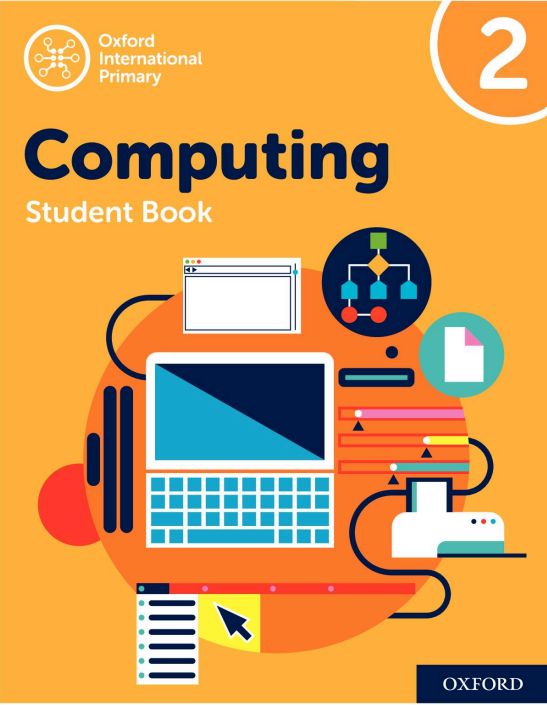 Oxford
International
Primary
2
Computing
Student Book
OXFORD